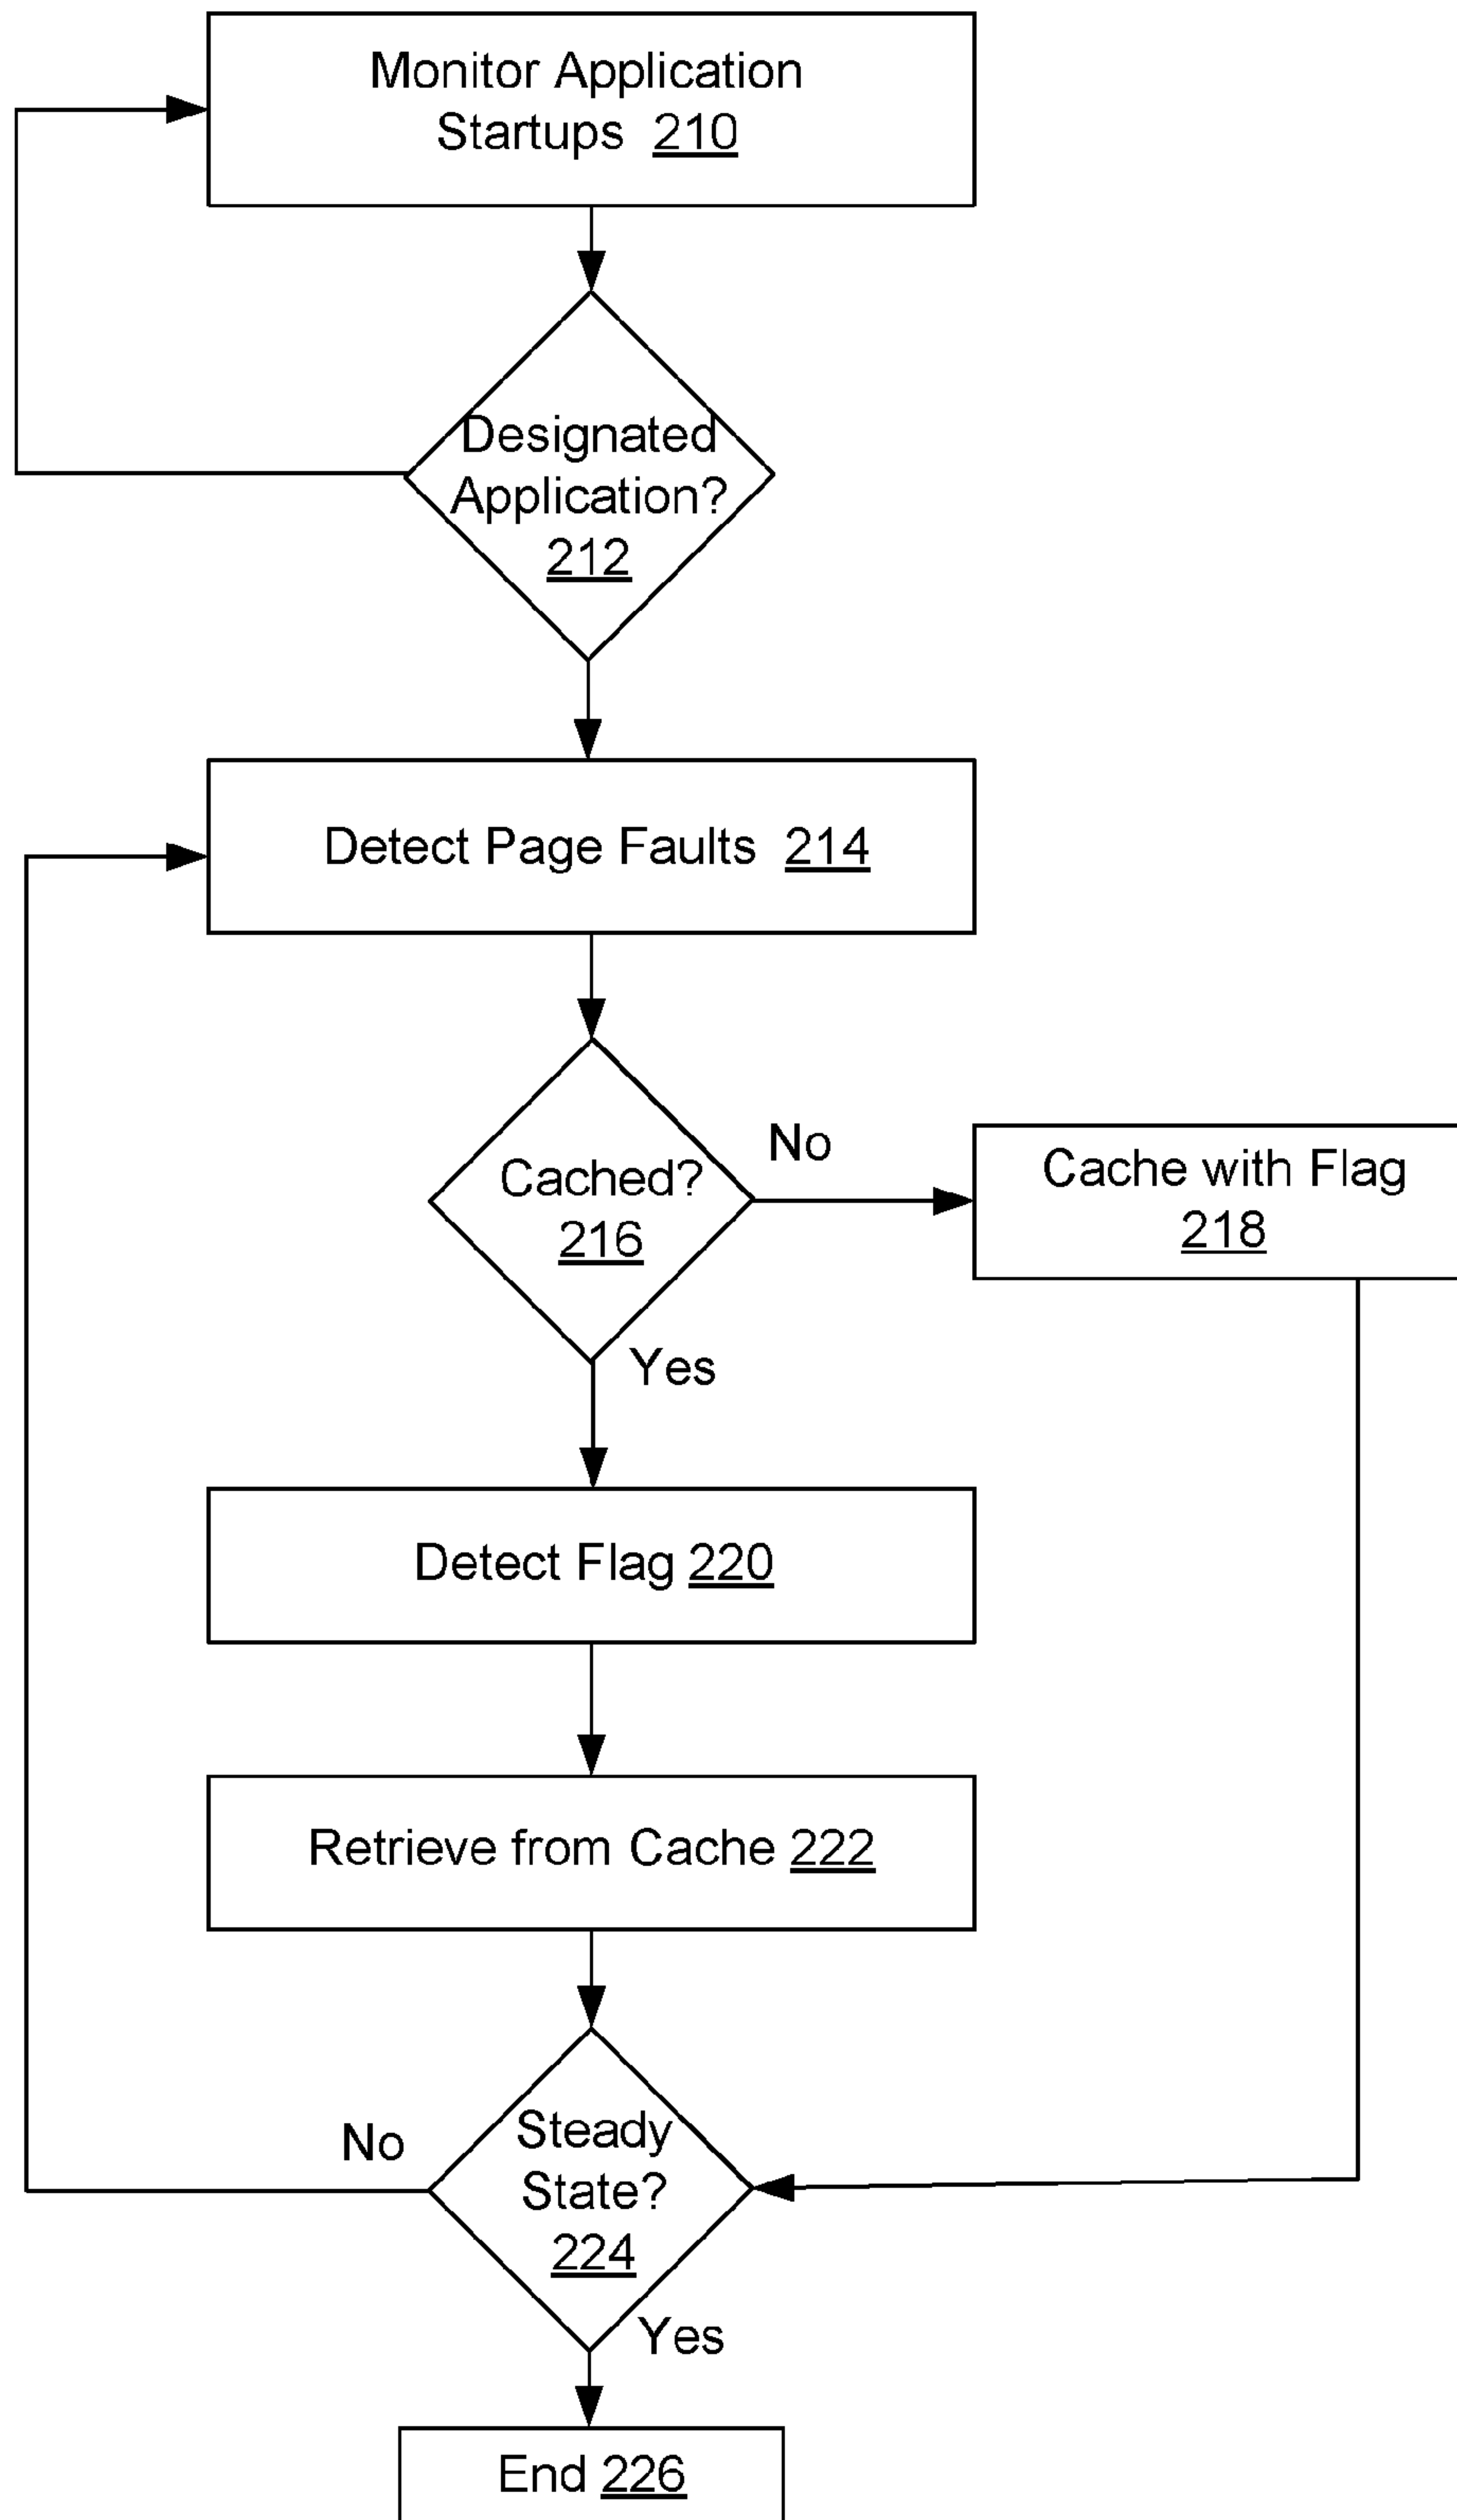 Monitor Application
Startups 210
Designated
Application?
212
Detect Page Faults 214
Cached?
216
No
Cache with Flag
218
Yes
Detect Flag 220
Retrieve from Cache 222
No
Steady
State?
224
Yes
End 226